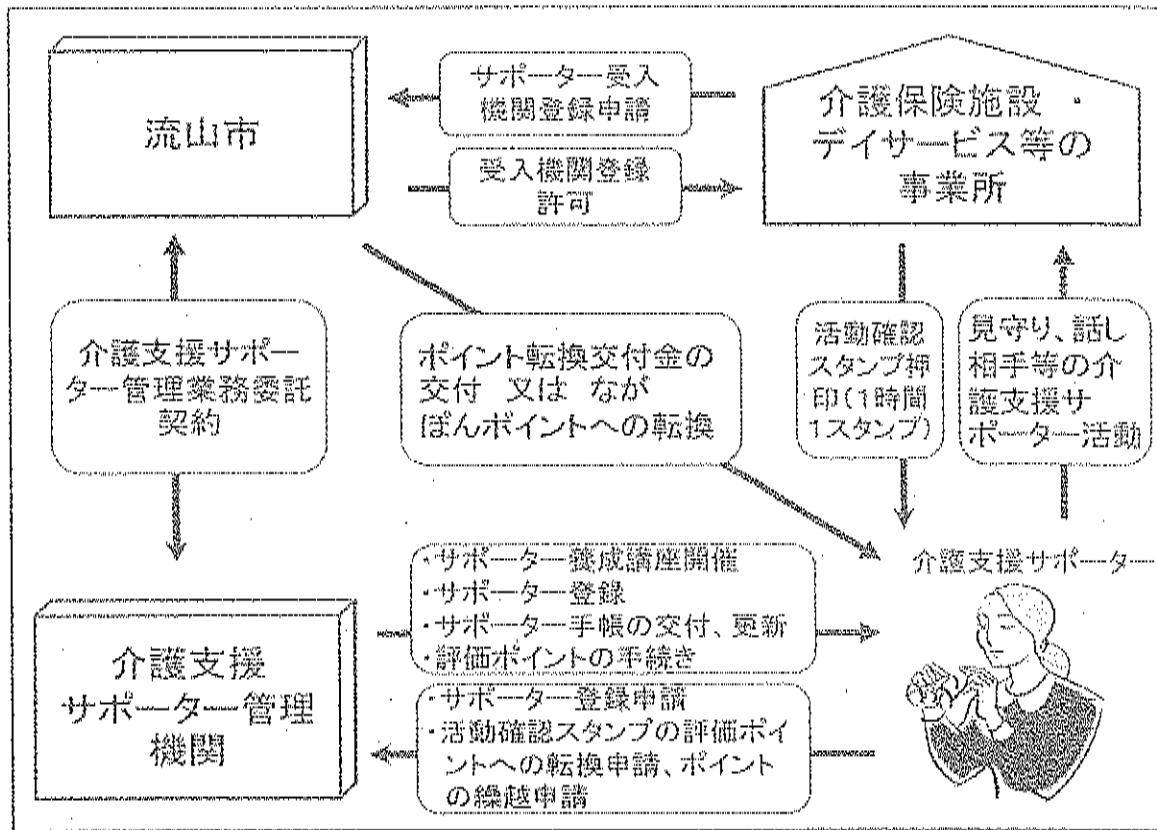 流山市
サポーター受入
機関登録申請
受入機関登録
許可
介護保険施設・
デイサービス等の
事業所
介護支援サポー
ター管理業務委託
契約
ポイント転換交付金の
交付 又は なが
ぽんポイントへの転換
活動確認
スタンプ押
印(1時間
1スタンプ)
見守り、話し
相手等の介
護支援サ
ポーター活動
介護支援
サポーター管理
機関
・サポーター養成講座開催
・サポーター登録
・サポーター手帳の交付、更新
・評価ポイントの手続き
・サポーター登録申請
・活動確認スタンプの評価ポイ
ントへの転換申請、ポイント
の繰越申請
介護支援サポーター